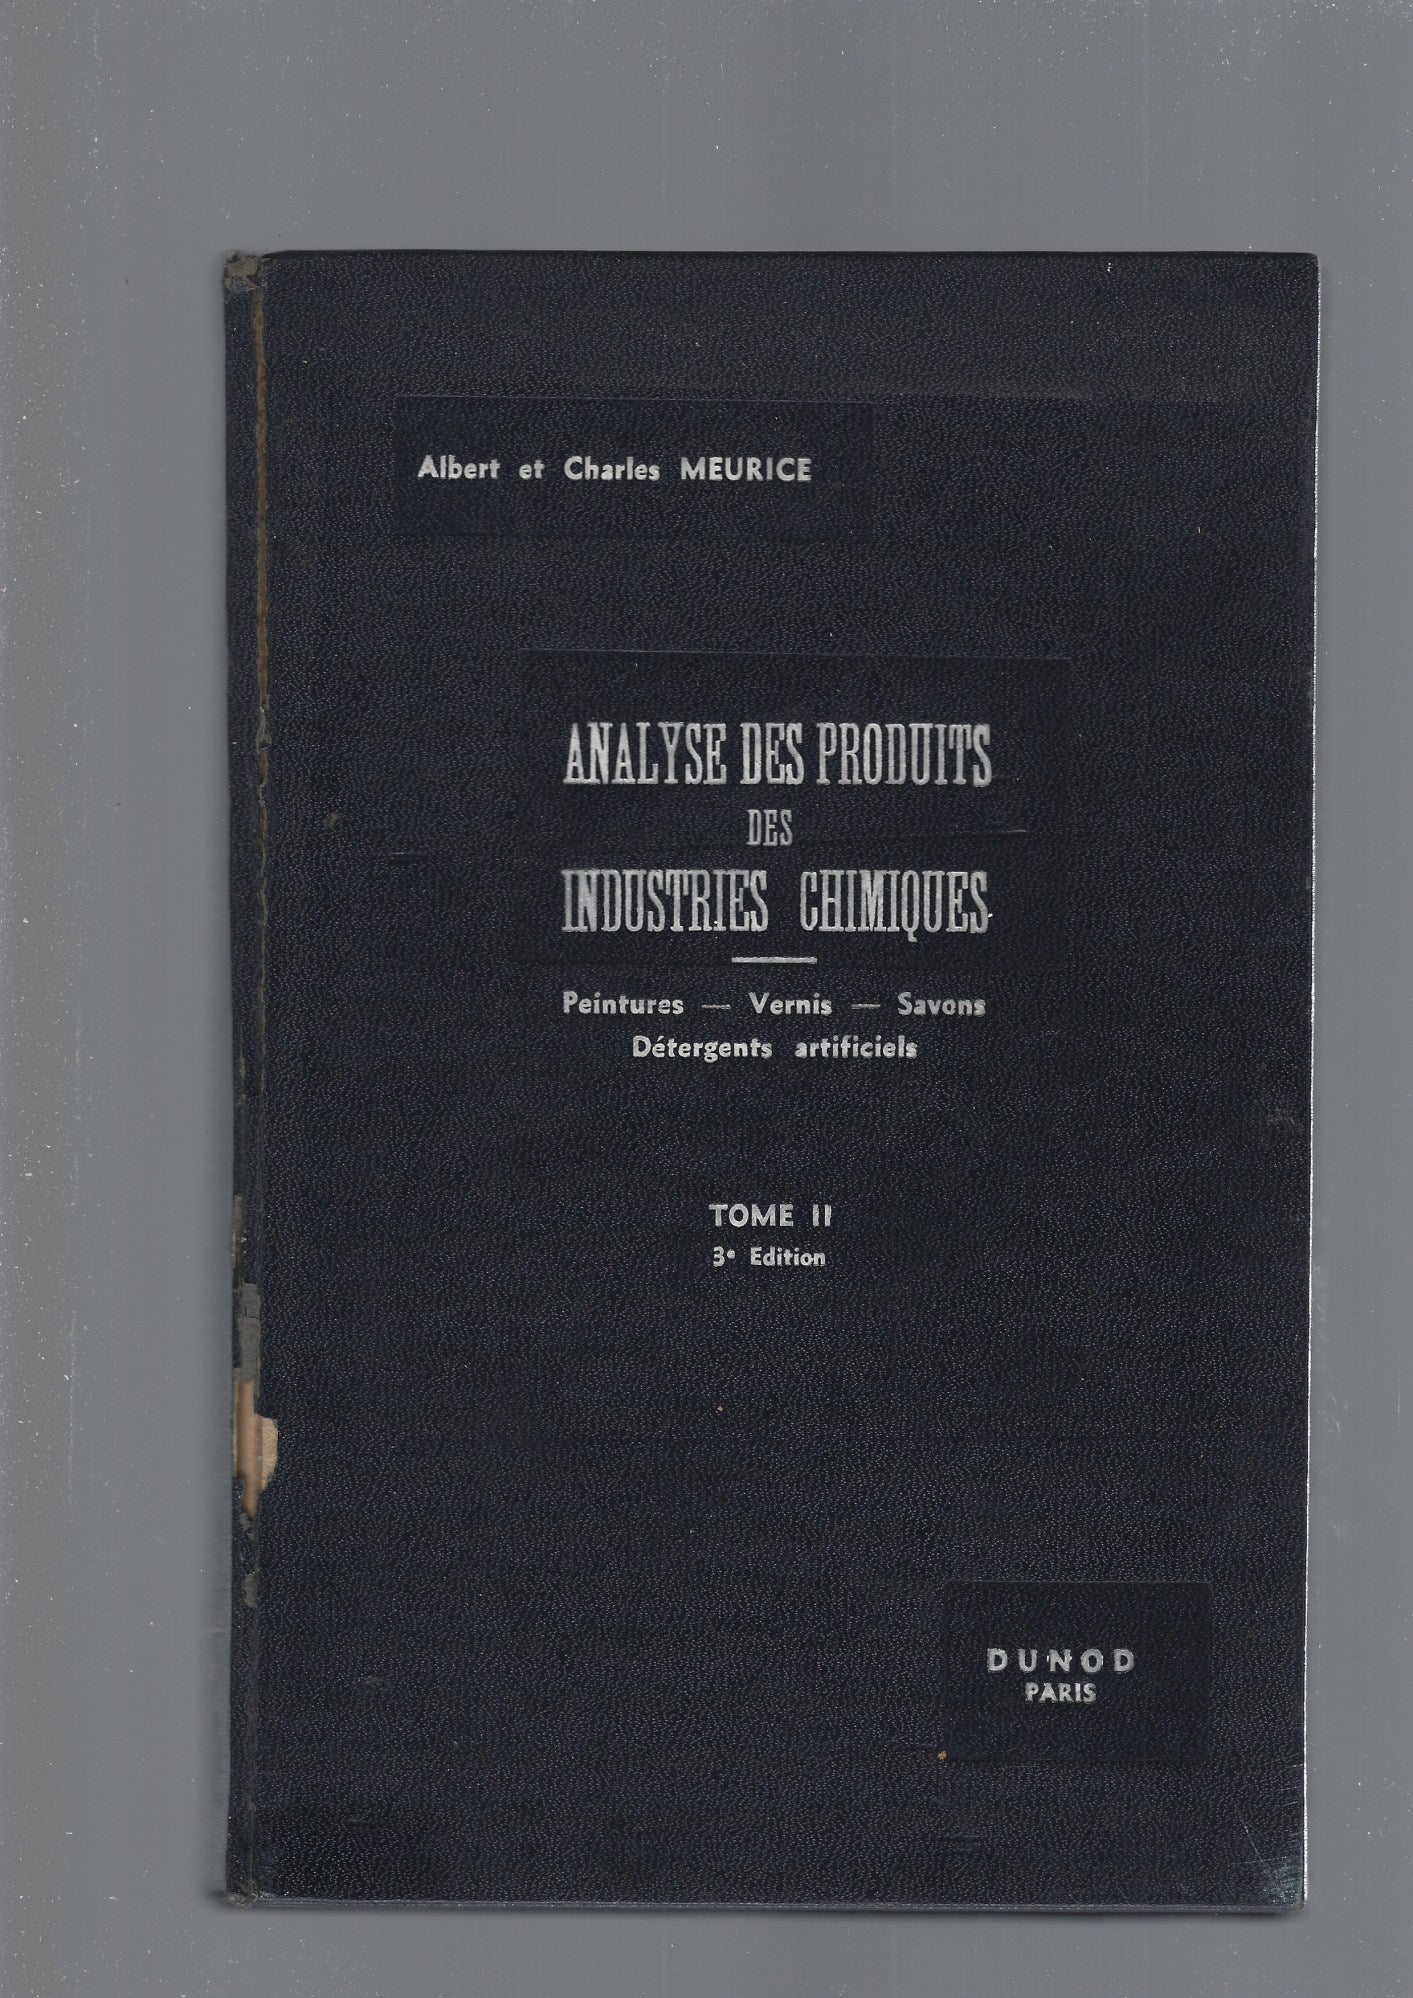 Albert et Charles MEURICE
ANALYSE DES PRODUITS
DES
INDUSTRIES CHIMIQUES
Peintures — Vernis — Savons
Détergents artificiels
TOME II
3e Edition
DUNOD
PARIS